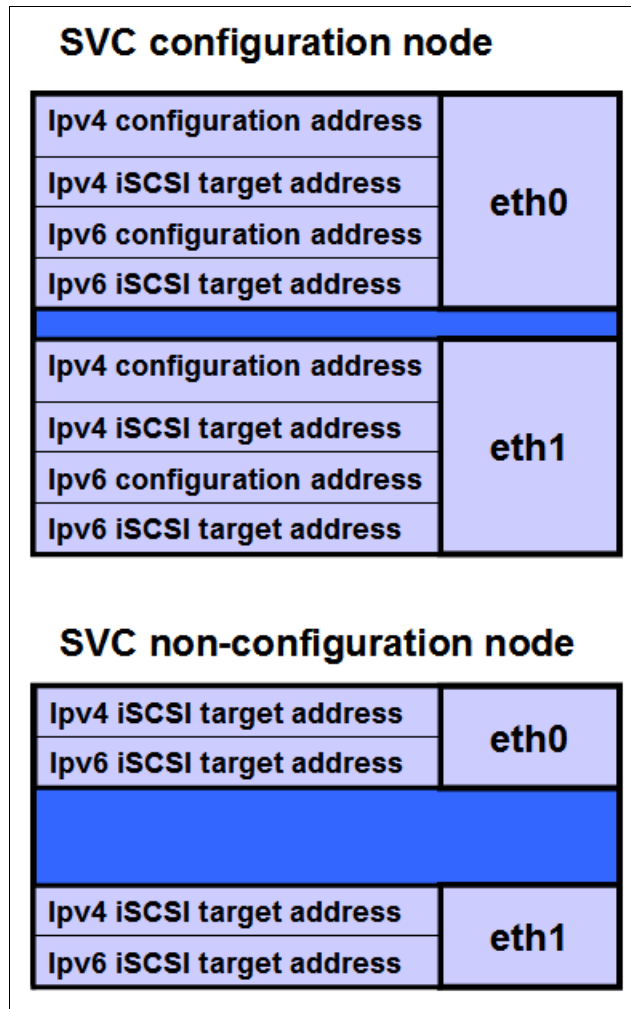 SVC configuration node
Ipv4 configuration address
Ipv4 iSCSI target address
eth0
Ipv6 configuration address
Ipv6 iSCSI target address
Ipv4 configuration address
Ipv4 iSCSI target address
eth1
Ipv6 configuration address
Ipv6 iSCSI target address
SVC non-configuration node
Ipv4 iSCSI target address
eth0
Ipv6 iSCSI target address
Ipv4 iSCSI target address
eth1
Ipv6 iSCSI target address